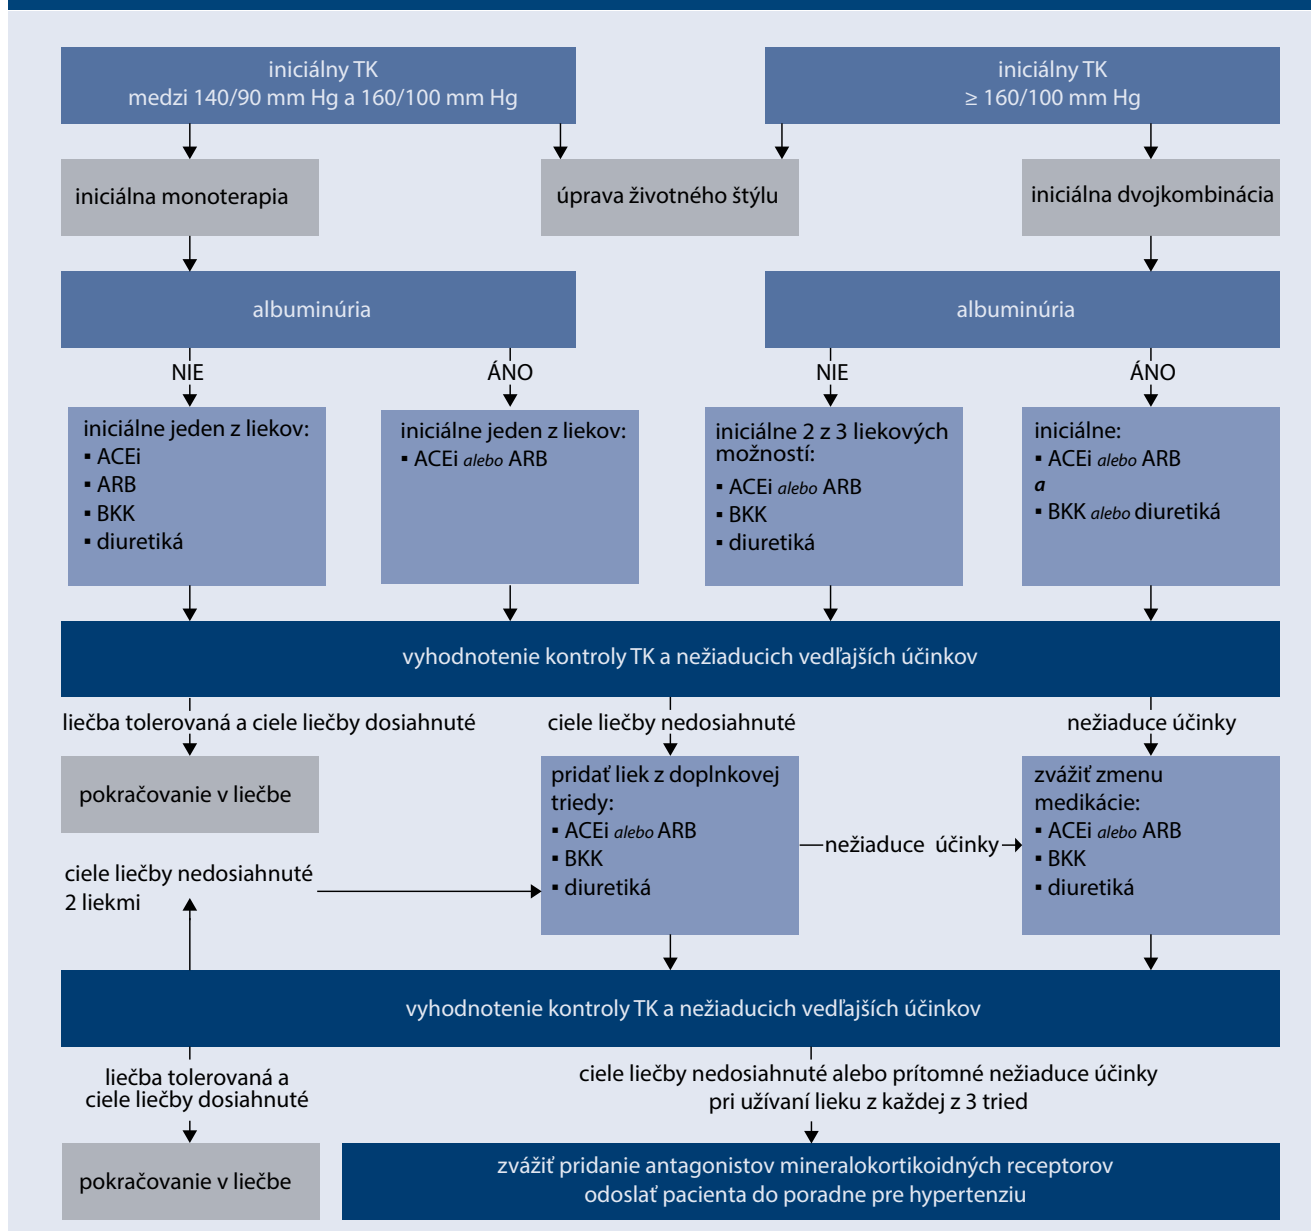 iniciálny TK
medzi 140/90 mm Hg a 160/100 mm Hg
iniciálny TK
≥ 160/100 mm Hg
iniciálna monoterapia
úprava životného štýlu
iniciálna dvojkombinácia
albuminúria
albuminúria
NIE
ÁNO
NIE
ÁNO
iniciálne jeden z liekov:
▪ ACEi
▪ ARB
▪ BKK
▪ diuretiká
iniciálne jeden z liekov:
▪ ACEi alebo ARB
iniciálne 2 z 3 liekových
možností:
▪ ACEi alebo ARB
▪ BKK
▪ diuretiká
iniciálne:
▪ ACEi alebo ARB
a
▪ BKK alebo diuretiká
vyhodnotenie kontroly TK a nežiaducich vedľajších účinkov
liečba tolerovaná a ciele liečby dosiahnuté
ciele liečby nedosiahnuté
nežiaduce účinky
pokračovanie v liečbe
pridať liek z doplnkovej
triedy:
▪ ACEi alebo ARB
▪ BKK
▪ diuretiká
nežiaduce účinky
zvážiť zmenu
medikácie:
▪ ACEi alebo ARB
▪ BKK
▪ diuretiká
ciele liečby nedosiahnuté
2 liekmi
vyhodnotenie kontroly TK a nežiaducich vedľajších účinkov
liečba tolerovaná a
ciele liečby dosiahnuté
ciele liečby nedosiahnuté alebo prítomné nežiaduce účinky
pri užívaní lieku z každej z 3 tried
pokračovanie v liečbe
zvážiť pridanie antagonistov mineralokortikoidných receptorov
odoslať pacienta do poradne pre hypertenziu